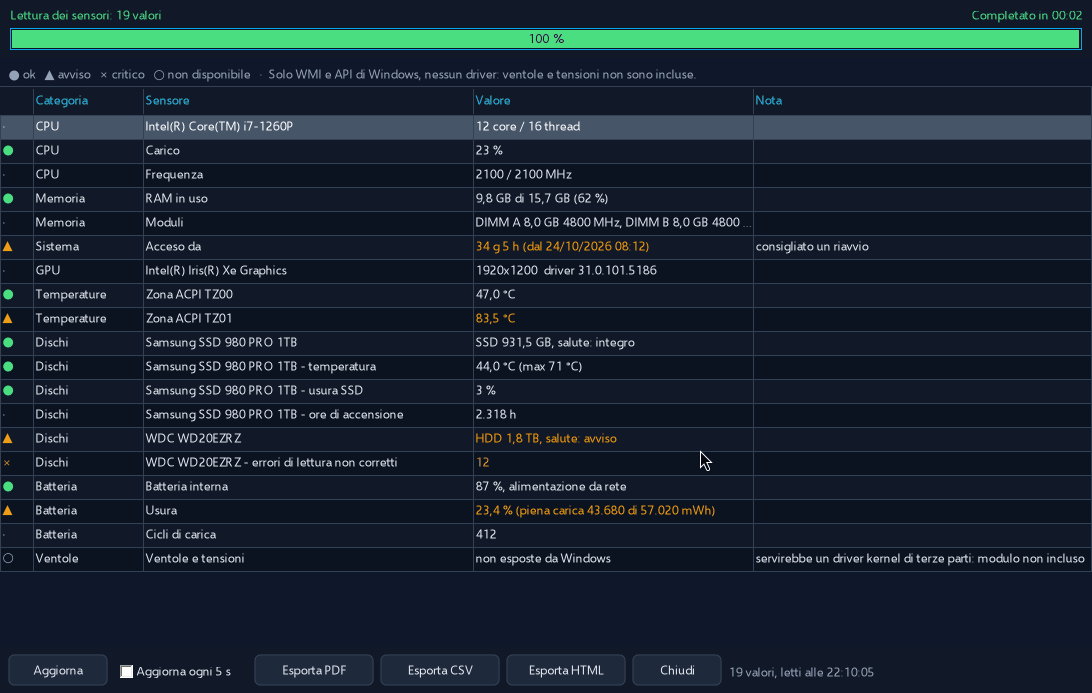 Lettura dei sensori: 19 valori Completato in 00:02
100 %
ok avviso × critico non disponibile · Solo WMI e API di Windows, nessun driver: ventole e tensioni non sono incluse.
Categoria Sensore Valore Nota
· CPU Intel(R) Core(TM) i7-1260P 12 core / 16 thread
CPU Carico 23 %
· CPU Frequenza 2100 / 2100 MHz
Memoria RAM in uso 9,8 GB di 15,7 GB (62 %)
· Memoria Moduli DIMM A 8,0 GB 4800 MHz, DIMM B 8,0 GB 4800 ...
Sistema Acceso da 34 g 5 h (dal 24/10/2026 08:12) consigliato un riavvio
· GPU Intel(R) Iris(R) Xe Graphics 1920x1200 driver 31.0.101.5186
Temperature Zona ACPI TZ00 47,0 °C
Temperature Zona ACPI TZ01 83,5 °C
Dischi Samsung SSD 980 PRO 1TB SSD 931,5 GB, salute: integro
Dischi Samsung SSD 980 PRO 1TB - temperatura 44,0 °C (max 71 °C)
Dischi Samsung SSD 980 PRO 1TB - usura SSD 3 %
· Dischi Samsung SSD 980 PRO 1TB - ore di accensione 2.318 h
Dischi WDC WD20EZRZ HDD 1,8 TB, salute: avviso
× Dischi WDC WD20EZRZ - errori di lettura non corretti 12
Batteria Batteria interna 87 %, alimentazione da rete
Batteria Usura 23,4 % (piena carica 43.680 di 57.020 mWh)
· Batteria Cicli di carica 412
Ventole Ventole e tensioni non esposte da Windows servirebbe un driver kernel di terze parti: modulo non incluso
Aggiorna Aggiorna ogni 5 s Esporta PDF Esporta CSV Esporta HTML Chiudi 19 valori, letti alle 22:10:05